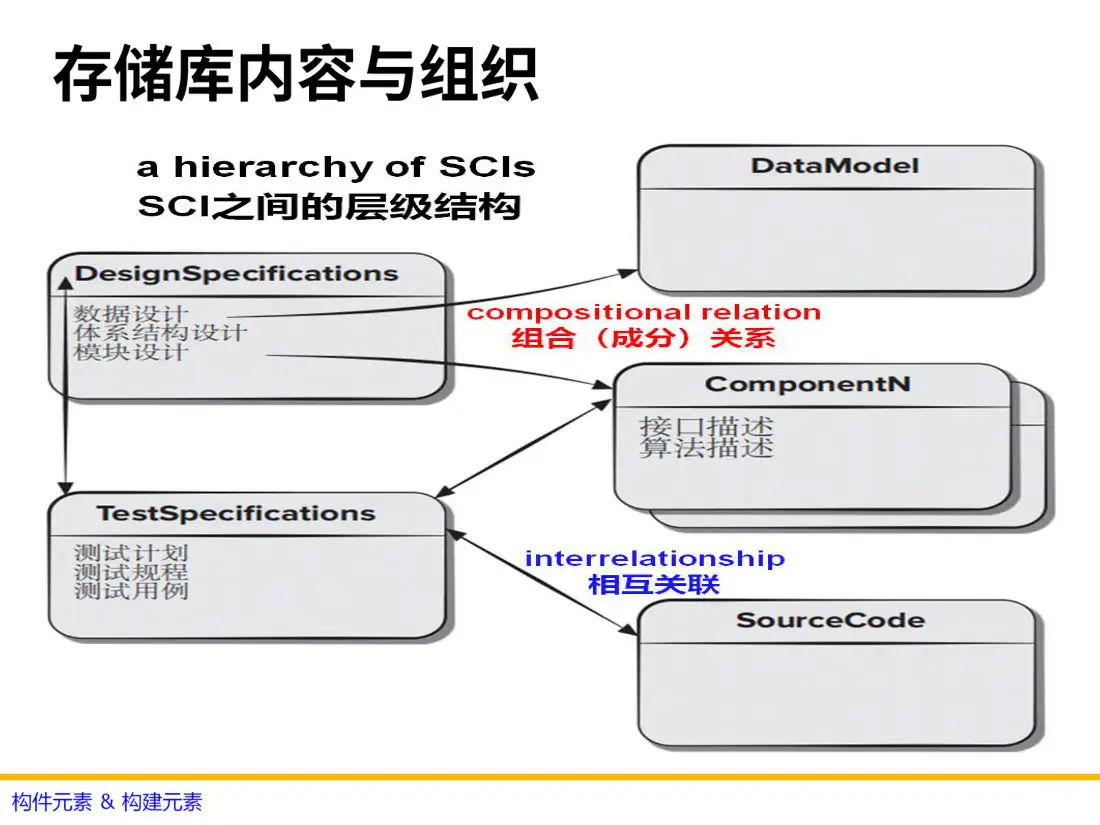 存储库内容与组织
a hierarchy of SCIs
SCI之间的层级结构
DataModel
DesignSpecifications
数据设计
体系结构设计
模块设计
compositional relation
组合（成分）关系
ComponentN
接口描述
算法描述
TestSpecifications
测试计划
测试规程
测试用例
interrelationship
相互关联
SourceCode
构件元素 & 构建元素